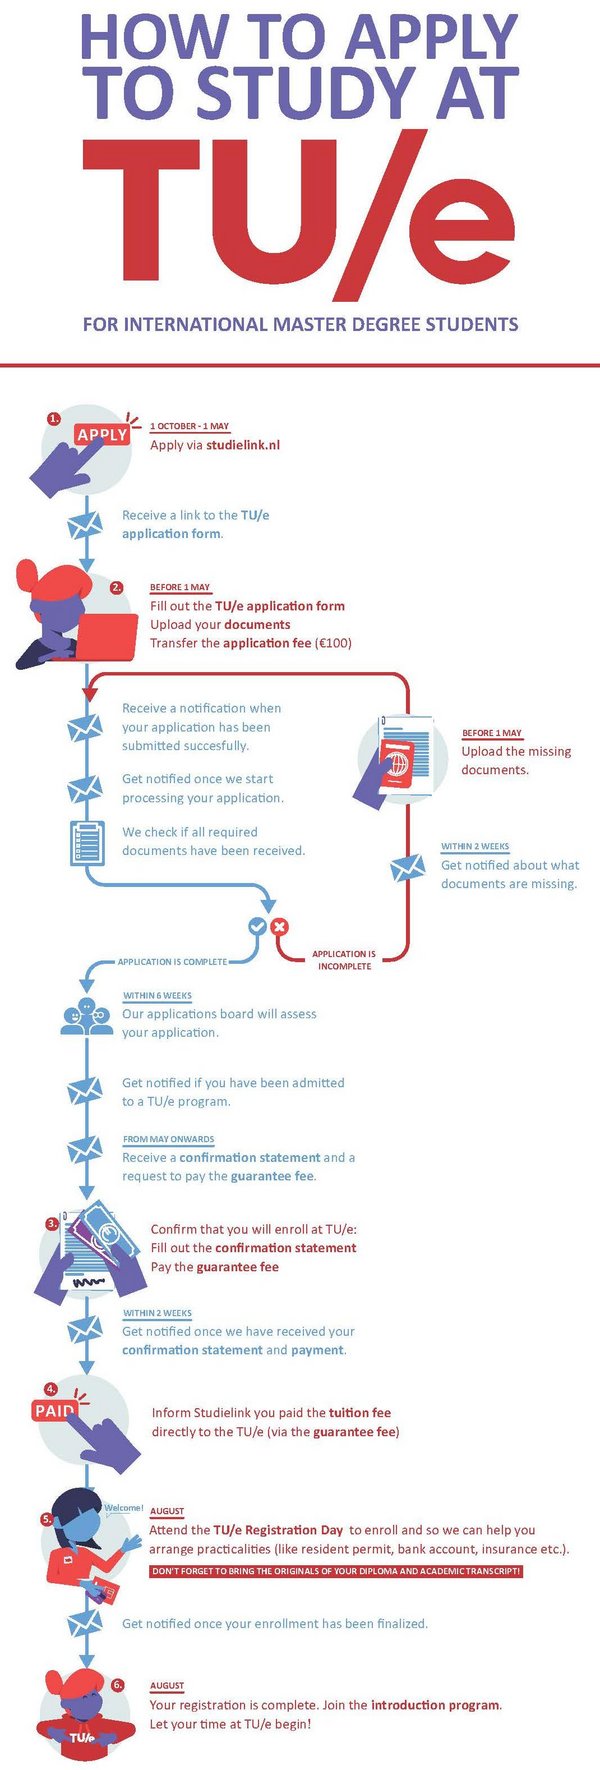 HOW TO APPLY
TO STUDY AT
TU/e
FOR INTERNATIONAL MASTER DEGREE STUDENTS
1.
APPLY
1 OCTOBER - 1 MAY
Apply via studielink.nl
Receive a link to the TU/e
application form.
2.
BEFORE 1 MAY
Fill out the TU/e application form
Upload your documents
Transfer the application fee (€100)
Receive a notification when
your application has been
submitted succesfully.
Get notified once we start
processing your application.
We check if all required
documents have been received.
BEFORE 1 MAY
Upload the missing
documents.
WITHIN 2 WEEKS
Get notified about what
documents are missing.
APPLICATION IS
INCOMPLETE
APPLICATION IS COMPLETE
WITHIN 6 WEEKS
Our applications board will assess
your application.
Get notified if you have been admitted
to a TU/e program.
FROM MAY ONWARDS
Receive a confirmation statement and a
request to pay the guarantee fee.
3.
Confirm that you will enroll at TU/e:
Fill out the confirmation statement
Pay the guarantee fee
WITHIN 2 WEEKS
Get notified once we have received your
confirmation statement and payment.
4.
PAID
Inform Studielink you paid the tuition fee
directly to the TU/e (via the guarantee fee)
5.
Welcome!
AUGUST
Attend the TU/e Registration Day to enroll and so we can help you
arrange practicalities (like resident permit, bank account, insurance etc.).
DON'T FORGET TO BRING THE ORIGINALS OF YOUR DIPLOMA AND ACADEMIC TRANSCRIPT!
Get notified once your enrollment has been finalized.
6.
AUGUST
Your registration is complete. Join the introduction program.
Let your time at TU/e begin!
TU/e